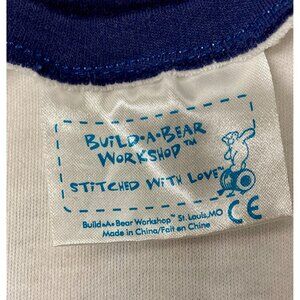 BUILD-A-BEAR
WORKSHOP™
STITCHED WITH LOVE™
Build-A-Bear Workshop™ St. Louis,MO
Made in China/Fait en Chine
CE